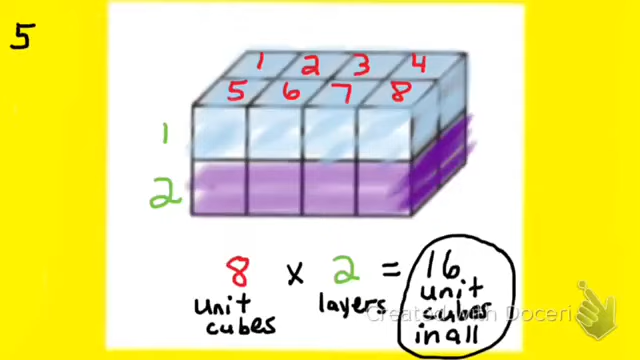 5
1 2 3 4
5 6 7 8
1
2
8 x 2 = 16
unit cubes layers unit cubes in all
Created with Doceri